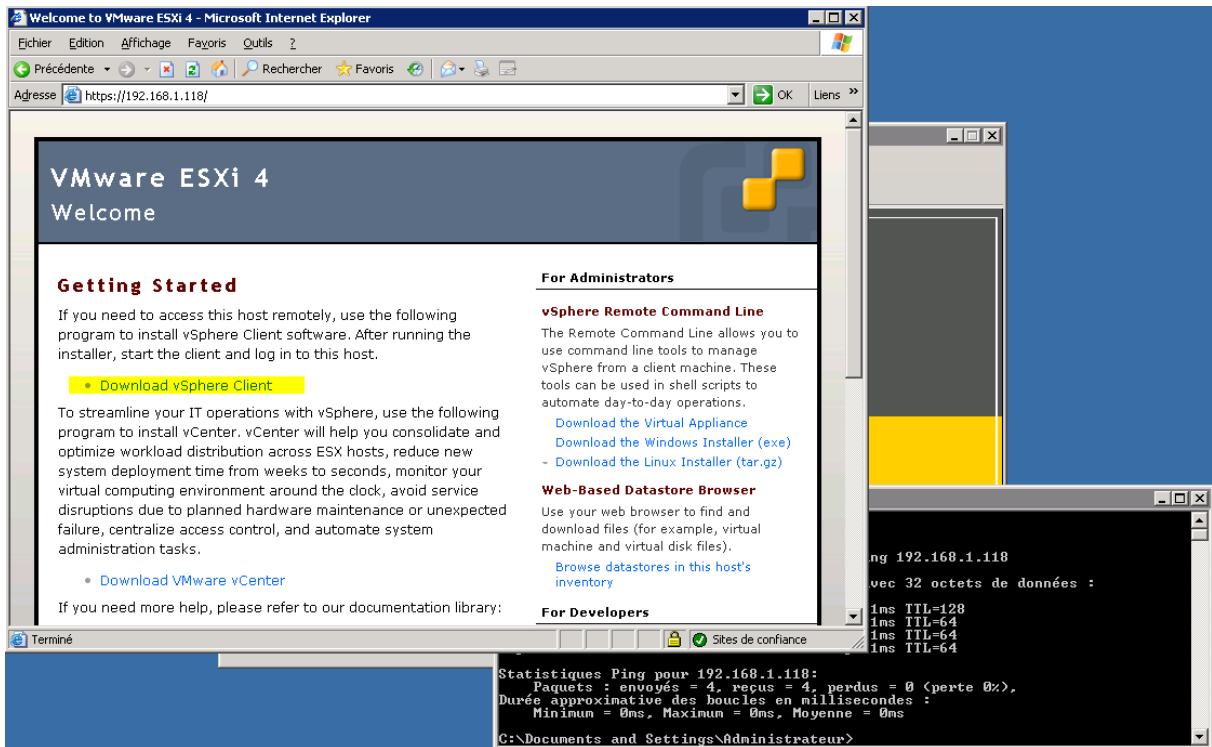 Welcome to VMware ESXi 4 - Microsoft Internet Explorer
Fichier Edition Affichage Favoris Outils ?
Précédente Rechercher Favoris
Adresse https://192.168.1.118/ OK Liens »
VMware ESXi 4
Welcome
Getting Started
If you need to access this host remotely, use the following
program to install vSphere Client software. After running the
installer, start the client and log in to this host.
• Download vSphere Client
To streamline your IT operations with vSphere, use the following
program to install vCenter. vCenter will help you consolidate and
optimize workload distribution across ESX hosts, reduce new
system deployment time from weeks to seconds, monitor your
virtual computing environment around the clock, avoid service
disruptions due to planned hardware maintenance or unexpected
failure, centralize access control, and automate system
administration tasks.
• Download VMware vCenter
If you need more help, please refer to our documentation library:
For Administrators
vSphere Remote Command Line
The Remote Command Line allows you to
use command line tools to manage
vSphere from a client machine. These
tools can be used in shell scripts to
automate day-to-day operations.
Download the Virtual Appliance
Download the Windows Installer (exe)
- Download the Linux Installer (tar.gz)
Web-Based Datastore Browser
Use your web browser to find and
download files (for example, virtual
machine and virtual disk files).
Browse datastores in this host's
inventory
For Developers
Terminé Sites de confiance
ng 192.168.1.118
vec 32 octets de données :
1ms TTL=128
1ms TTL=64
1ms TTL=64
1ms TTL=64
Statistiques Ping pour 192.168.1.118:
Paquets : envoyés = 4, reçus = 4, perdus = 0 (perte 0%),
Durée approximative des boucles en millisecondes :
Minimum = 0ms, Maximum = 0ms, Moyenne = 0ms
C:\Documents and Settings\Administrateur>